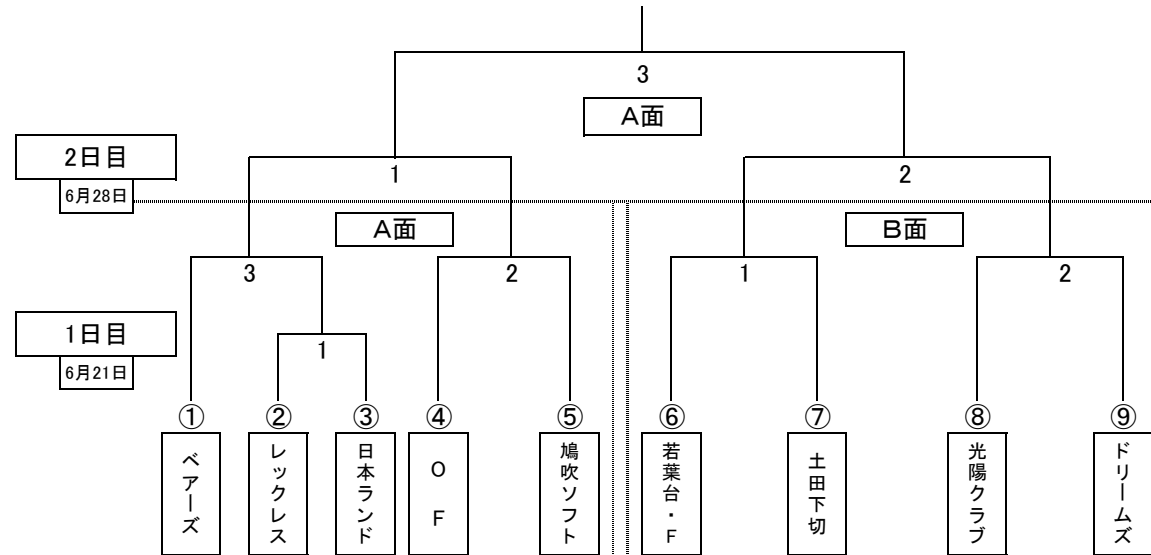 3
A面
2日目
6月28日
1
2
A面
B面
3
2
1
2
1日目
6月21日
1
①
②
③
④
⑤
⑥
⑦
⑧
⑨
ベアーズ
レックレス
日本ランド
O F
鳩吹ソフト
若葉台・F
土田下切
光陽クラブ
ドリームズ